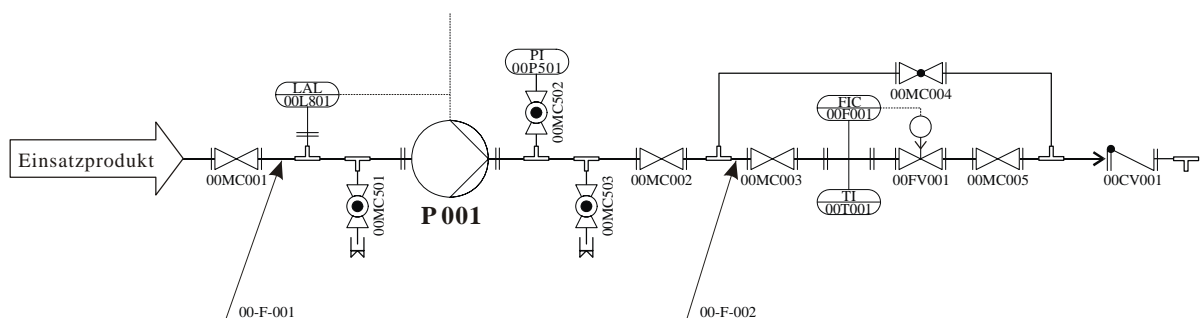 PI
00P501
00MC502
LAL
00L801
00MC004
FIC
00F001
Einsatzprodukt
00MC001
00MC501
P 001
00MC503
00MC002
00MC003
TI
00T001
00FV001
00MC005
00CV001
00-F-001
00-F-002